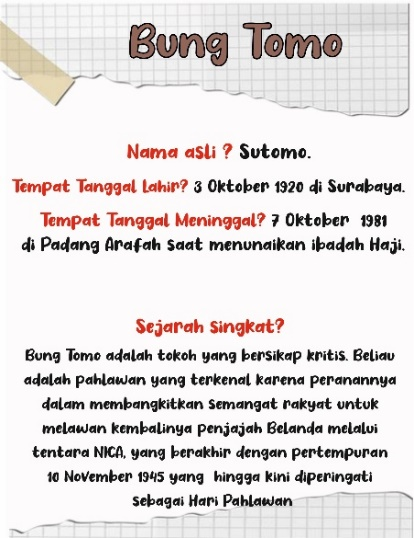 Bung Tomo
Nama asli ? Sutomo.
Tempat Tanggal Lahir? 3 Oktober 1920 di Surabaya.
Tempat Tanggal Meninggal? 7 Oktober 1981
di Padang Arafah saat menunaikan ibadah Haji.
Sejarah singkat?
Bung Tomo adalah tokoh yang bersikap kritis. Beliau
adalah pahlawan yang terkenal karena peranannya
dalam membangkitkan semangat rakyat untuk
melawan kembalinya penjajah Belanda melalui
tentara NICA, yang berakhir dengan pertempuran
10 November 1945 yang hingga kini diperingati
sebagai Hari Pahlawan